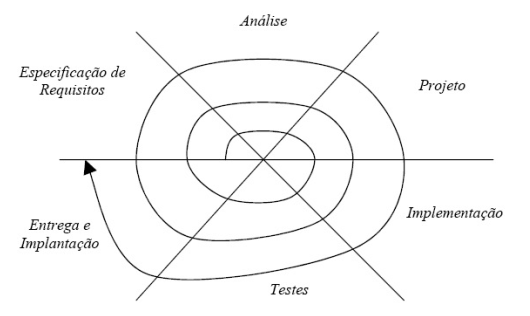 Análise
Especificação de
Requisitos
Projeto
Entrega e
Implantação
Implementação
Testes